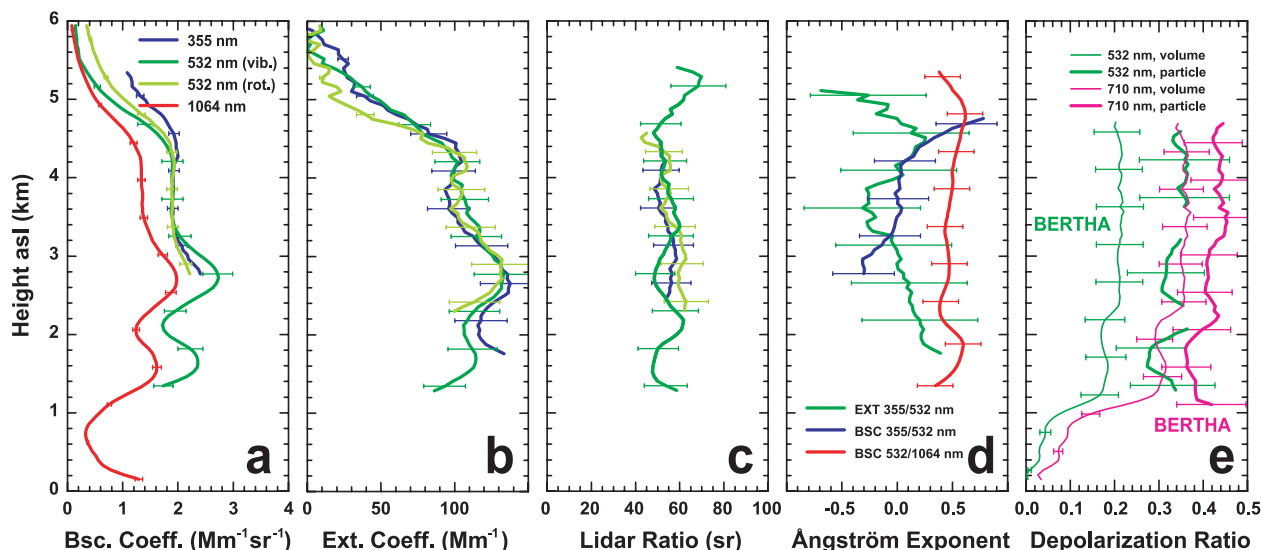 Height asl (km)
6
5
4
3
2
1
0
355 nm
532 nm (vib.)
532 nm (rot.)
1064 nm
a
0 1 2 3 4
Bsc. Coeff. (Mm⁻¹sr⁻¹)
b
0 50 100
Ext. Coeff. (Mm⁻¹)
c
0 20 40 60 80 100
Lidar Ratio (sr)
EXT 355/532 nm
BSC 355/532 nm
BSC 532/1064 nm
d
-0.5 0.0 0.5
Ångström Exponent
532 nm, volume
532 nm, particle
710 nm, volume
710 nm, particle
BERTHA
BERTHA
e
0.0 0.1 0.2 0.3 0.4 0.5
Depolarization Ratio